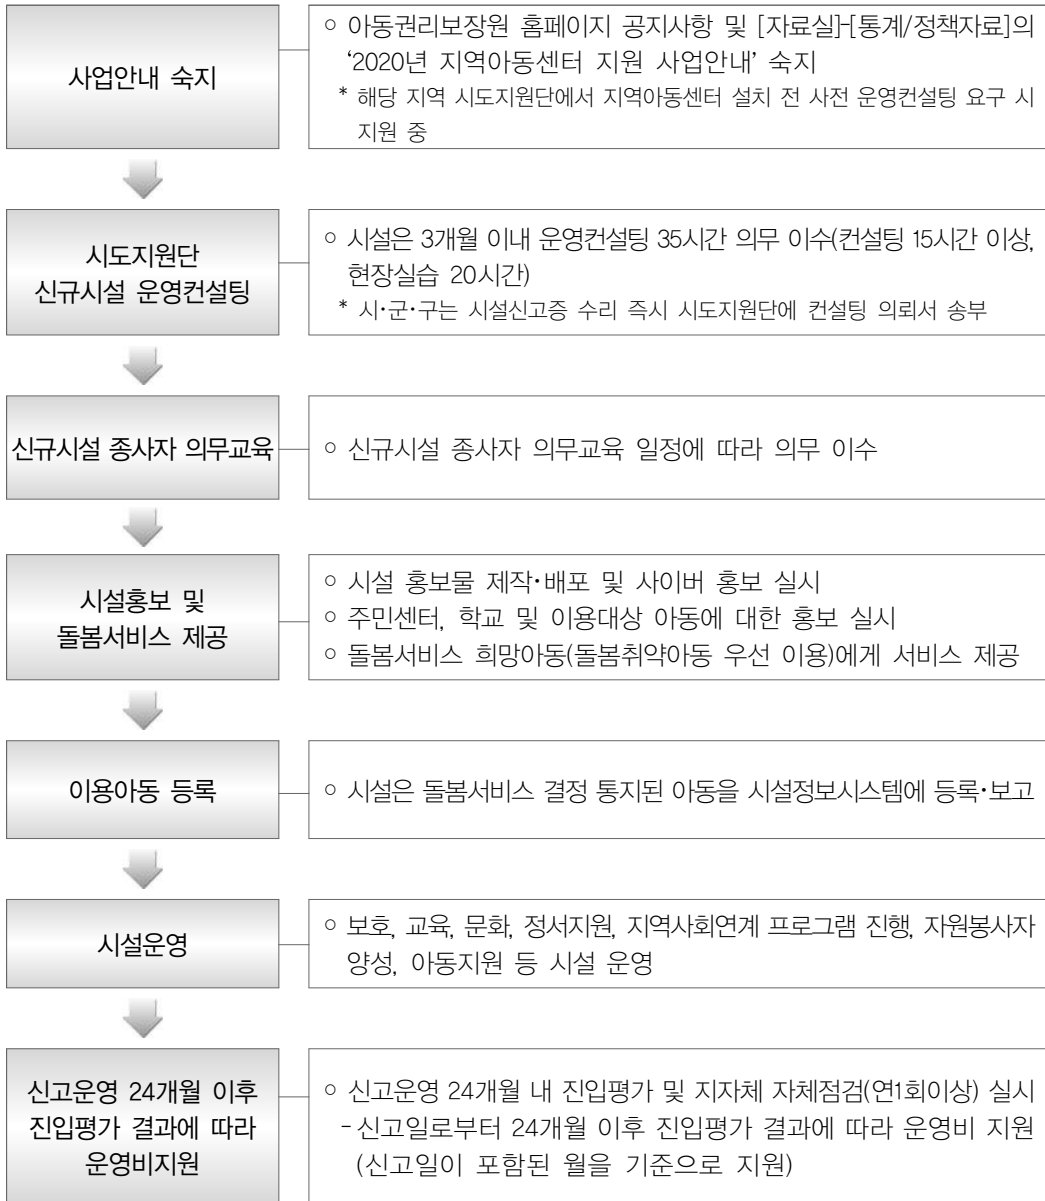 사업안내 숙지
○ 아동권리보장원 홈페이지 공지사항 및 [자료실]-[통계/정책자료]의
‘2020년 지역아동센터 지원 사업안내’ 숙지
* 해당 지역 시도지원단에서 지역아동센터 설치 전 사전 운영컨설팅 요구 시
지원 중
시도지원단
신규시설 운영컨설팅
○ 시설은 3개월 이내 운영컨설팅 35시간 의무 이수(컨설팅 15시간 이상,
현장실습 20시간)
* 시·군·구는 시설신고증 수리 즉시 시도지원단에 컨설팅 의뢰서 송부
신규시설 종사자 의무교육
○ 신규시설 종사자 의무교육 일정에 따라 의무 이수
시설홍보 및
돌봄서비스 제공
○ 시설 홍보물 제작·배포 및 사이버 홍보 실시
○ 주민센터, 학교 및 이용대상 아동에 대한 홍보 실시
○ 돌봄서비스 희망아동(돌봄취약아동 우선 이용)에게 서비스 제공
이용아동 등록
○ 시설은 돌봄서비스 결정 통지된 아동을 시설정보시스템에 등록·보고
시설운영
○ 보호, 교육, 문화, 정서지원, 지역사회연계 프로그램 진행, 자원봉사자
양성, 아동지원 등 시설 운영
신고운영 24개월 이후
진입평가 결과에 따라
운영비지원
○ 신고운영 24개월 내 진입평가 및 지자체 자체점검(연1회이상) 실시
- 신고일로부터 24개월 이후 진입평가 결과에 따라 운영비 지원
(신고일이 포함된 월을 기준으로 지원)